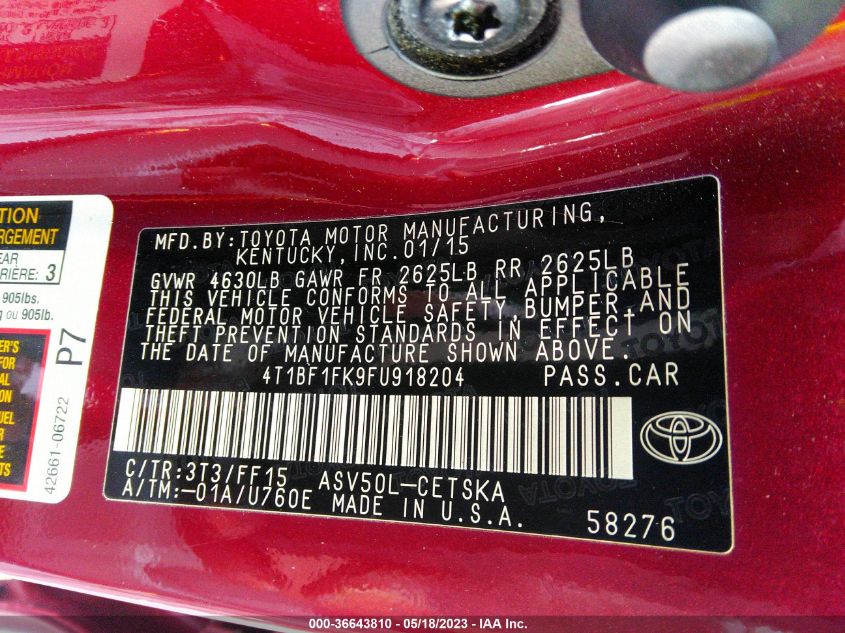 TION
RGEMENT
EAR
RRIÈRE: 3
905lbs.
g ou 905lb.
P7
42661-06722
MFD.BY:TOYOTA MOTOR MANUFACTURING,
KENTUCKY,INC.01/15
GVWR 4630LB GAWR FR 2625LB RR 2625LB
THIS VEHICLE CONFORMS TO ALL APPLICABLE
FEDERAL MOTOR VEHICLE SAFETY,BUMPER,AND
THEFT PREVENTION STANDARDS IN EFFECT ON
THE DATE OF MANUFACTURE SHOWN ABOVE.
4T1BF1FK9FU918204 PASS.CAR
C/TR:3T3/FF15 ASV50L-CETSKA
A/TM:-01A/U760E MADE IN U.S.A.
58276
000-36643810 - 05/18/2023 - IAA Inc.